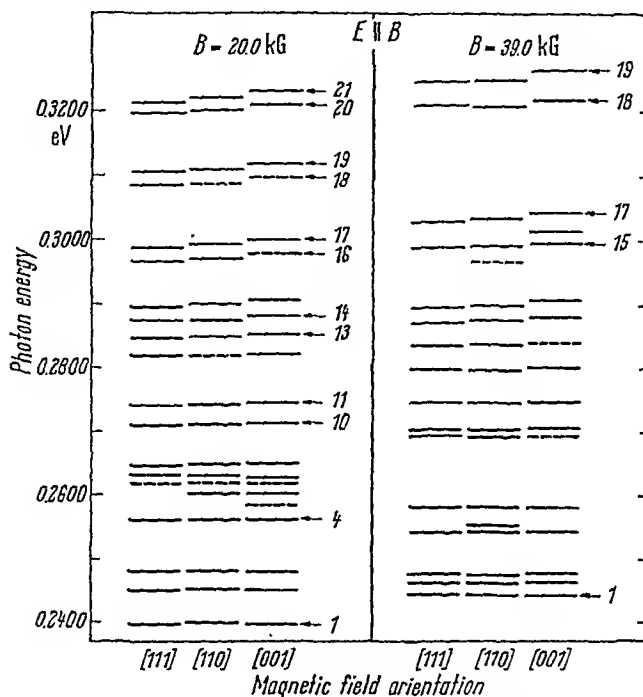 E || B
B = 20.0 kG
B = 39.0 kG
0.3200
eV
0.3000
0.2800
0.2600
0.2400
Photon energy
21
20
19
18
17
16
14
13
11
10
4
1
19
18
17
15
1
[111] [110] [001]
[111] [110] [001]
Magnetic field orientation